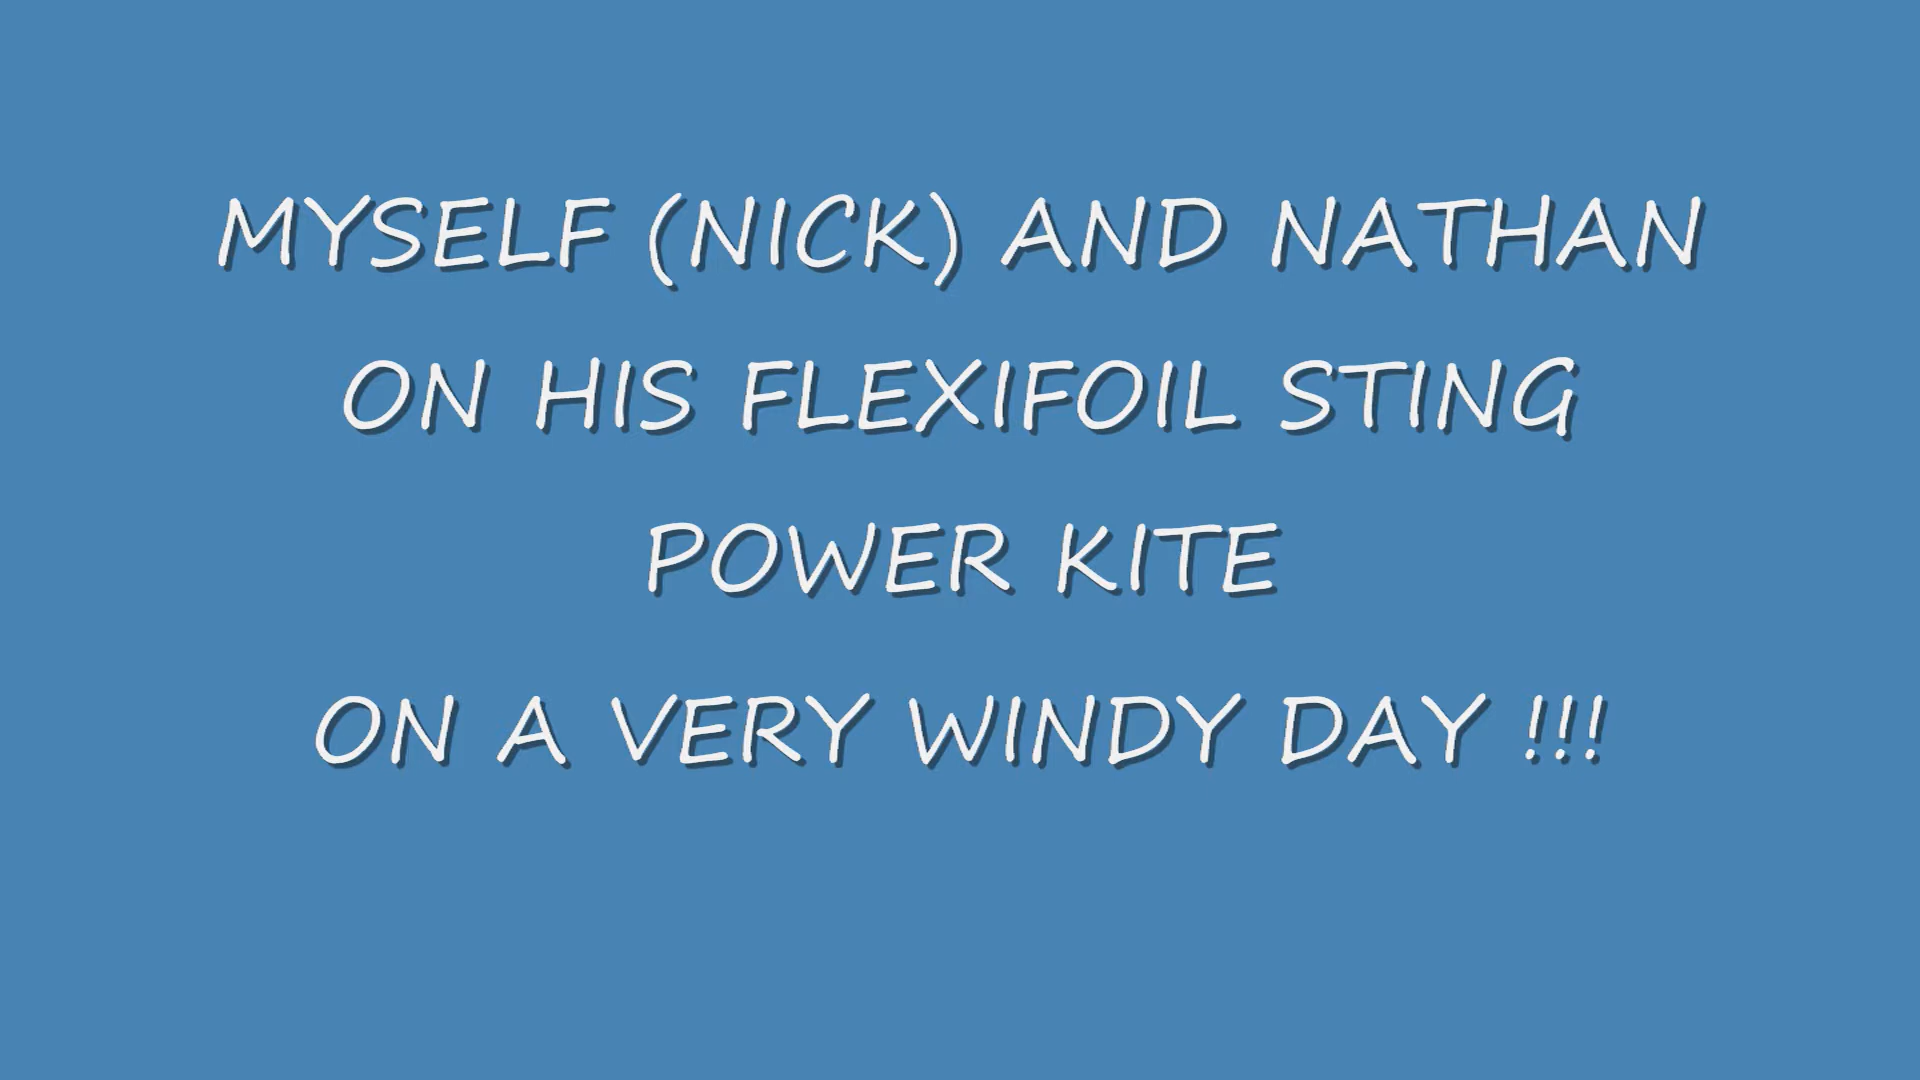 MYSELF (NICK) AND NATHAN
ON HIS FLEXIFOIL STING
POWER KITE
ON A VERY WINDY DAY !!!